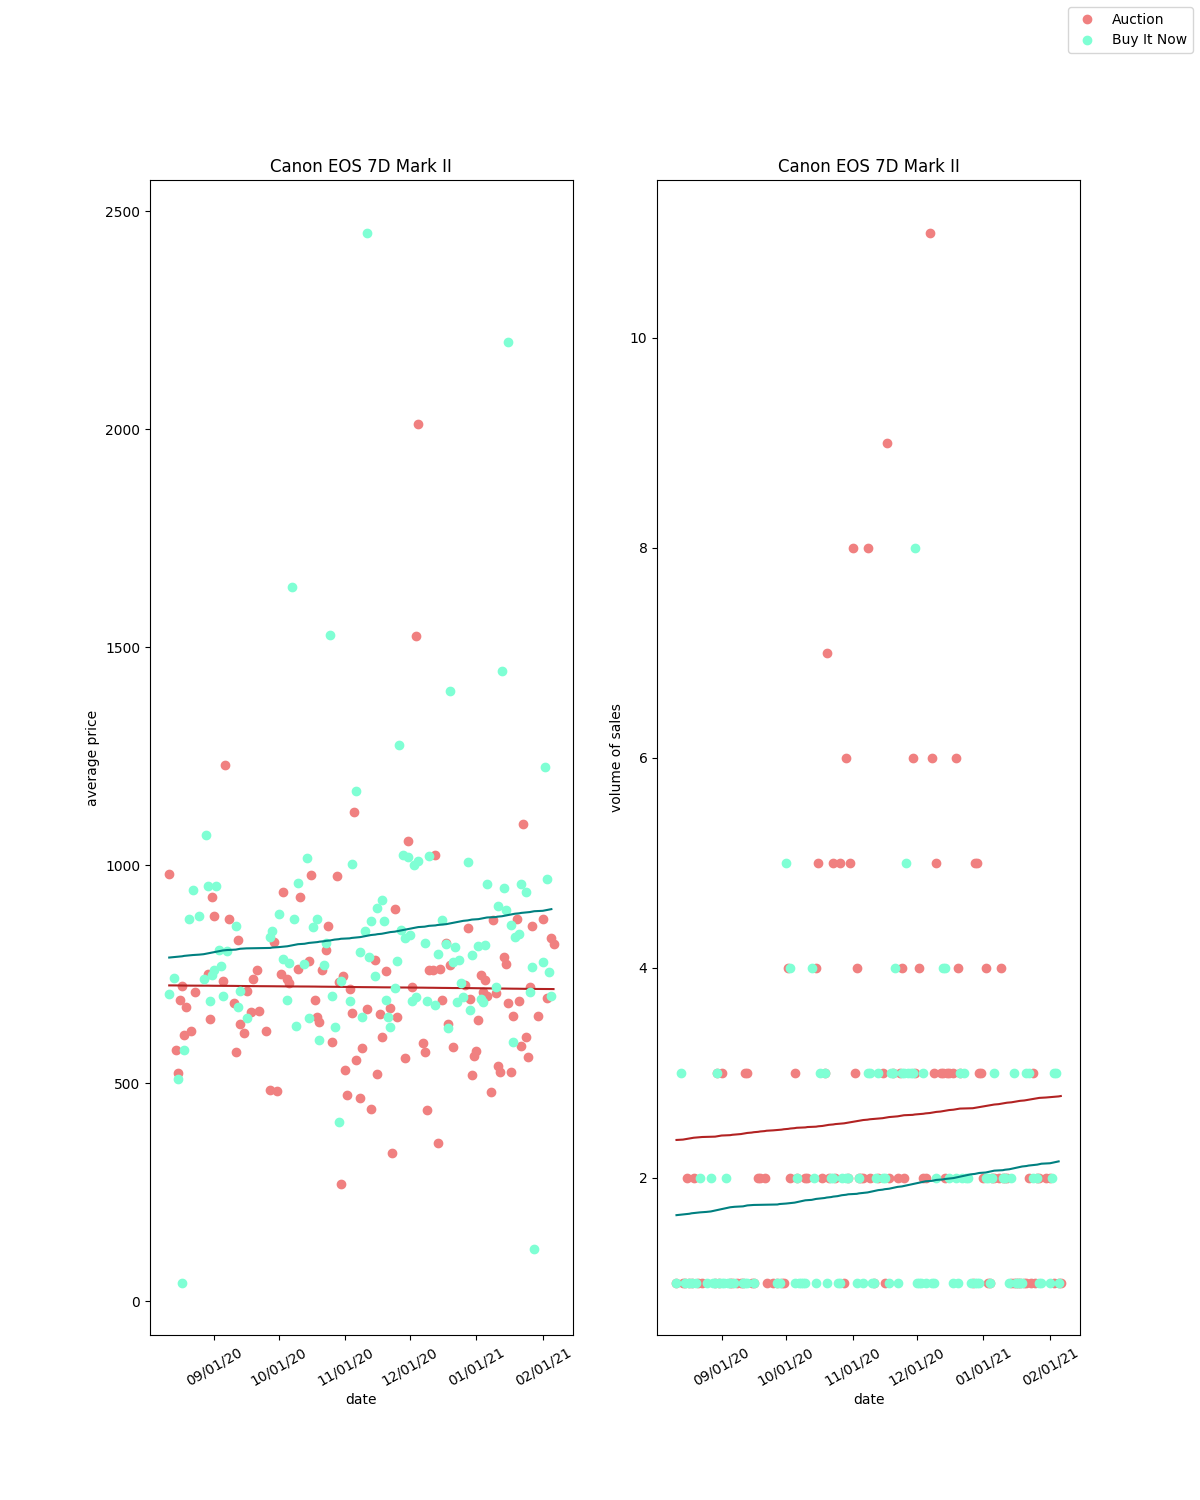 Auction
Buy It Now
Canon EOS 7D Mark II
average price
2500
2000
1500
1000
500
0
09/01/20
10/01/20
11/01/20
12/01/20
01/01/21
02/01/21
date
Canon EOS 7D Mark II
volume of sales
10
8
6
4
2
09/01/20
10/01/20
11/01/20
12/01/20
01/01/21
02/01/21
date